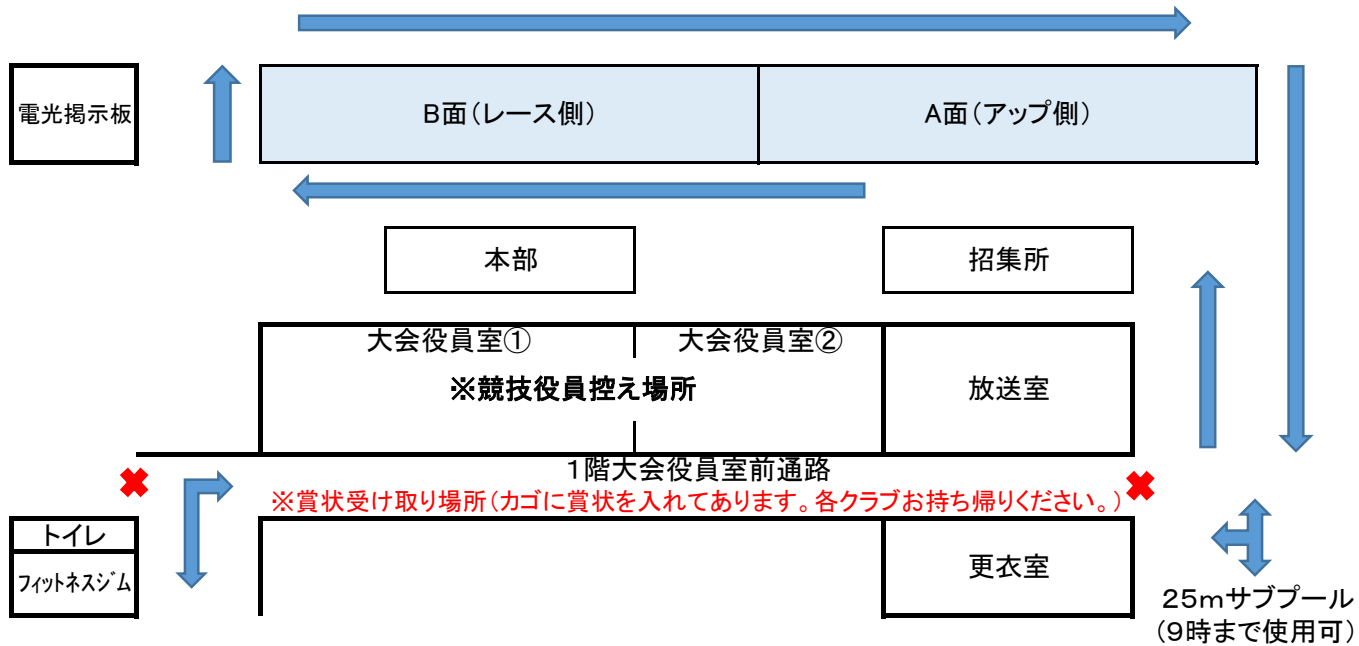 電光掲示板
B面(レース側)
A面(アップ側)
本部
招集所
大会役員室①
大会役員室②
※競技役員控え場所
放送室
1階大会役員室前通路
※賞状受け取り場所(カゴに賞状を入れてあります。各クラブお持ち帰りください。)
トイレ
フィットネスジム
更衣室
25mサブプール
(9時まで使用可)